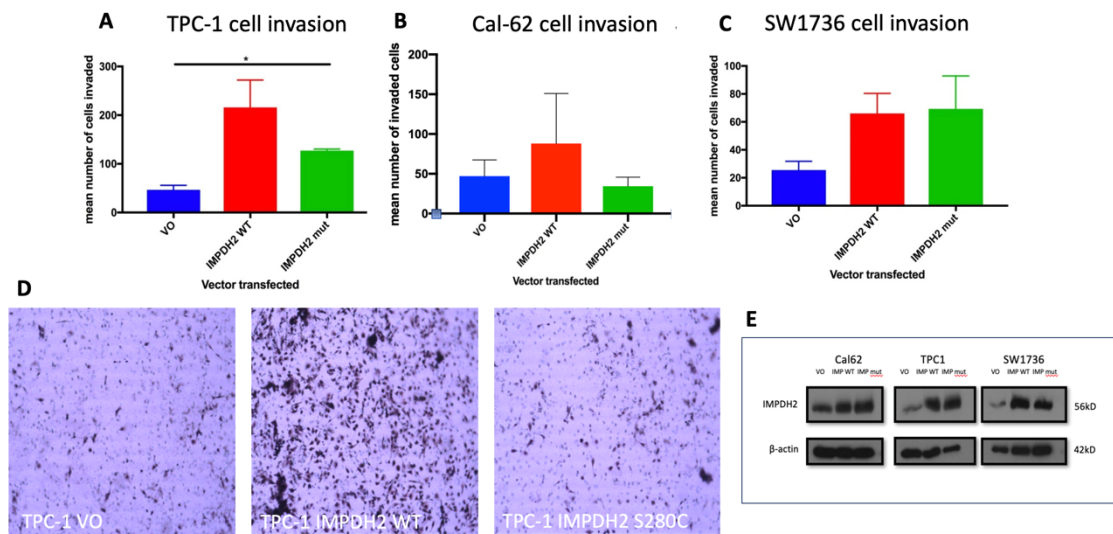 A
TPC-1 cell invasion
mean number of cells invaded
300
200
100
0
*
VO
IMPDH2 WT
IMPDH2 mut
Vector transfected
B
Cal-62 cell invasion
mean number of invaded cells
200
150
100
50
0
VO
IMPDH2 WT
IMPDH2 mut
Vector transfected
C
SW1736 cell invasion
mean number of cells invaded
100
80
60
40
20
0
VO
IMPDH2 WT
IMPDH2 mut
Vector transfected
D
TPC-1 VO
TPC-1 IMPDH2 WT
TPC-1 IMPDH2 S280C
E
Cal62 TPC1 SW1736
VO IMP WT IMP mut VO IMP WT IMP mut VO IMP WT IMP mut
IMPDH2 56kD
β-actin 42kD